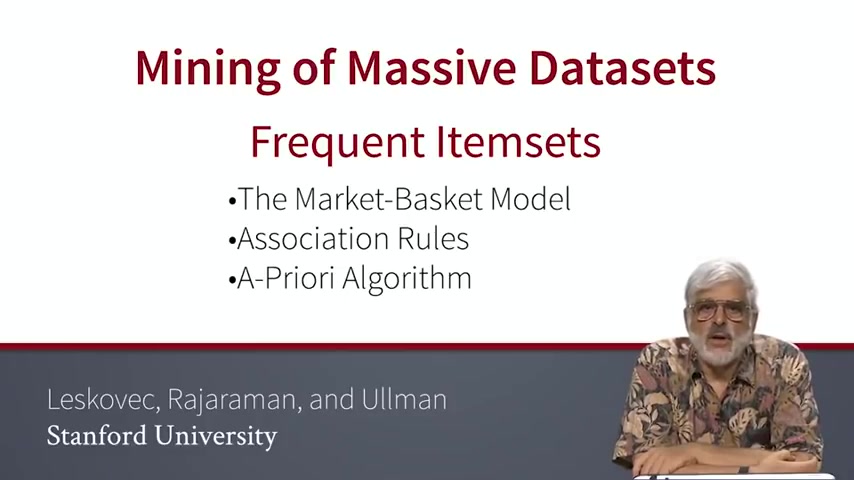 Mining of Massive Datasets
Frequent Itemsets
•The Market-Basket Model
•Association Rules
•A-Priori Algorithm
Leskovec, Rajaraman, and Ullman
Stanford University